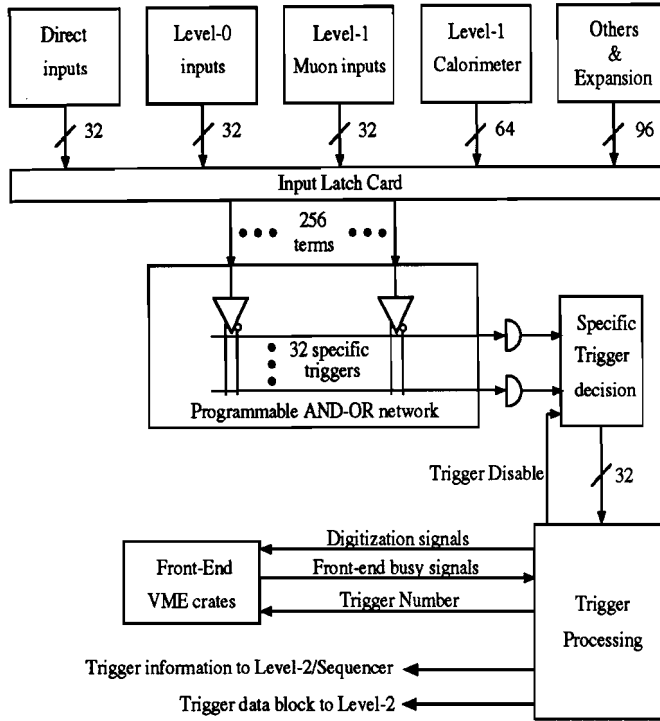 Direct
inputs
Level-0
inputs
Level-1
Muon inputs
Level-1
Calorimeter
Others
&
Expansion
32
32
32
64
96
Input Latch Card
256
terms
32 specific
triggers
Programmable AND-OR network
Specific
Trigger
decision
Trigger Disable
32
Digitization signals
Front-End
VME crates
Front-end busy signals
Trigger Number
Trigger
Processing
Trigger information to Level-2/Sequencer
Trigger data block to Level-2